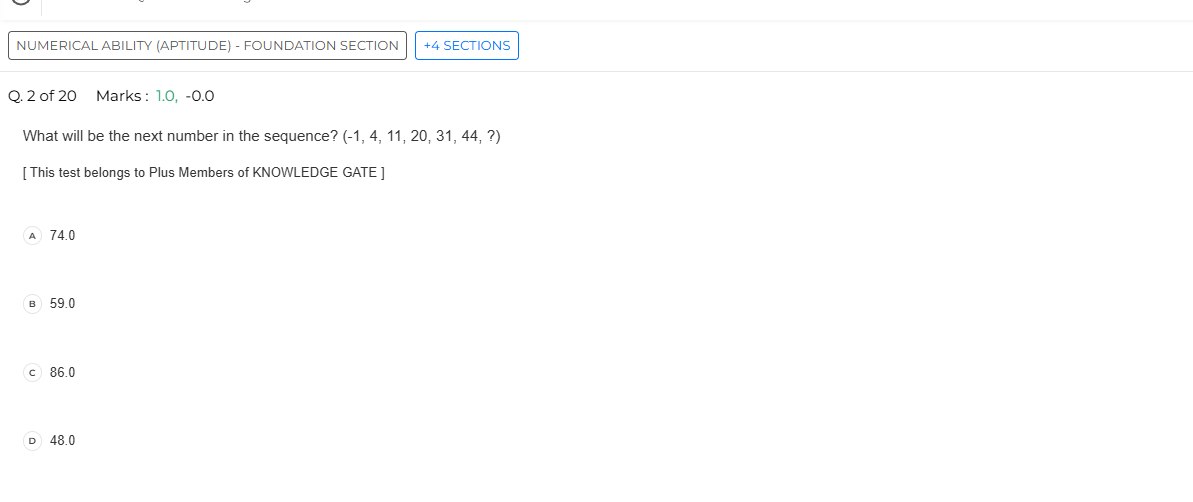 NUMERICAL ABILITY (APTITUDE) - FOUNDATION SECTION
+4 SECTIONS
Q. 2 of 20 Marks : 1.0, -0.0
What will be the next number in the sequence? (-1, 4, 11, 20, 31, 44, ?)
[ This test belongs to Plus Members of KNOWLEDGE GATE ]
A 74.0
B 59.0
C 86.0
D 48.0